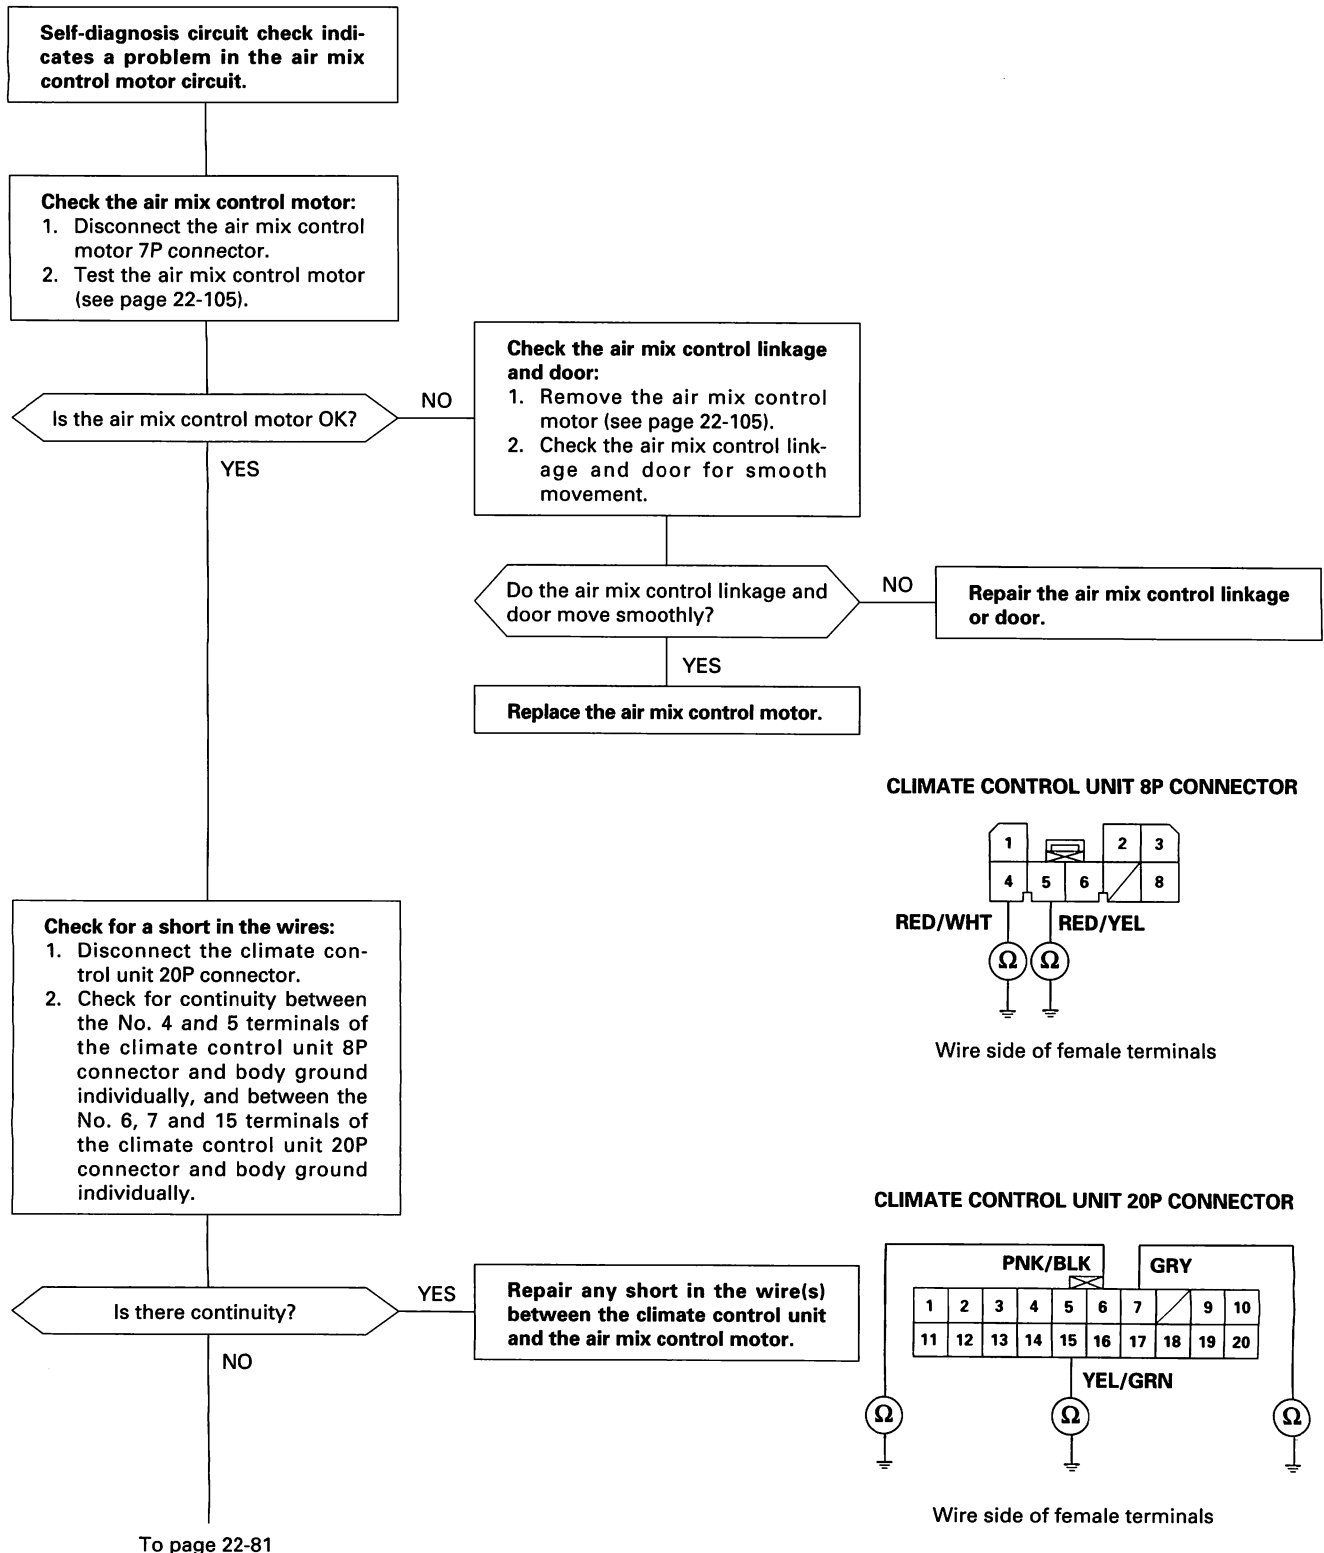 Self-diagnosis circuit check indi-
cates a problem in the air mix
control motor circuit.
Check the air mix control motor:
1. Disconnect the air mix control
motor 7P connector.
2. Test the air mix control motor
(see page 22-105).
Is the air mix control motor OK?
NO
YES
Check the air mix control linkage
and door:
1. Remove the air mix control
motor (see page 22-105).
2. Check the air mix control link-
age and door for smooth
movement.
Do the air mix control linkage and
door move smoothly?
NO
Repair the air mix control linkage
or door.
YES
Replace the air mix control motor.
CLIMATE CONTROL UNIT 8P CONNECTOR
1 2 3
4 5 6 8
RED/WHT RED/YEL
Ω Ω
Wire side of female terminals
Check for a short in the wires:
1. Disconnect the climate con-
trol unit 20P connector.
2. Check for continuity between
the No. 4 and 5 terminals of
the climate control unit 8P
connector and body ground
individually, and between the
No. 6, 7 and 15 terminals of
the climate control unit 20P
connector and body ground
individually.
Is there continuity?
YES
Repair any short in the wire(s)
between the climate control unit
and the air mix control motor.
NO
To page 22-81
CLIMATE CONTROL UNIT 20P CONNECTOR
PNK/BLK GRY
1 2 3 4 5 6 7 9 10
11 12 13 14 15 16 17 18 19 20
YEL/GRN
Ω Ω Ω
Wire side of female terminals